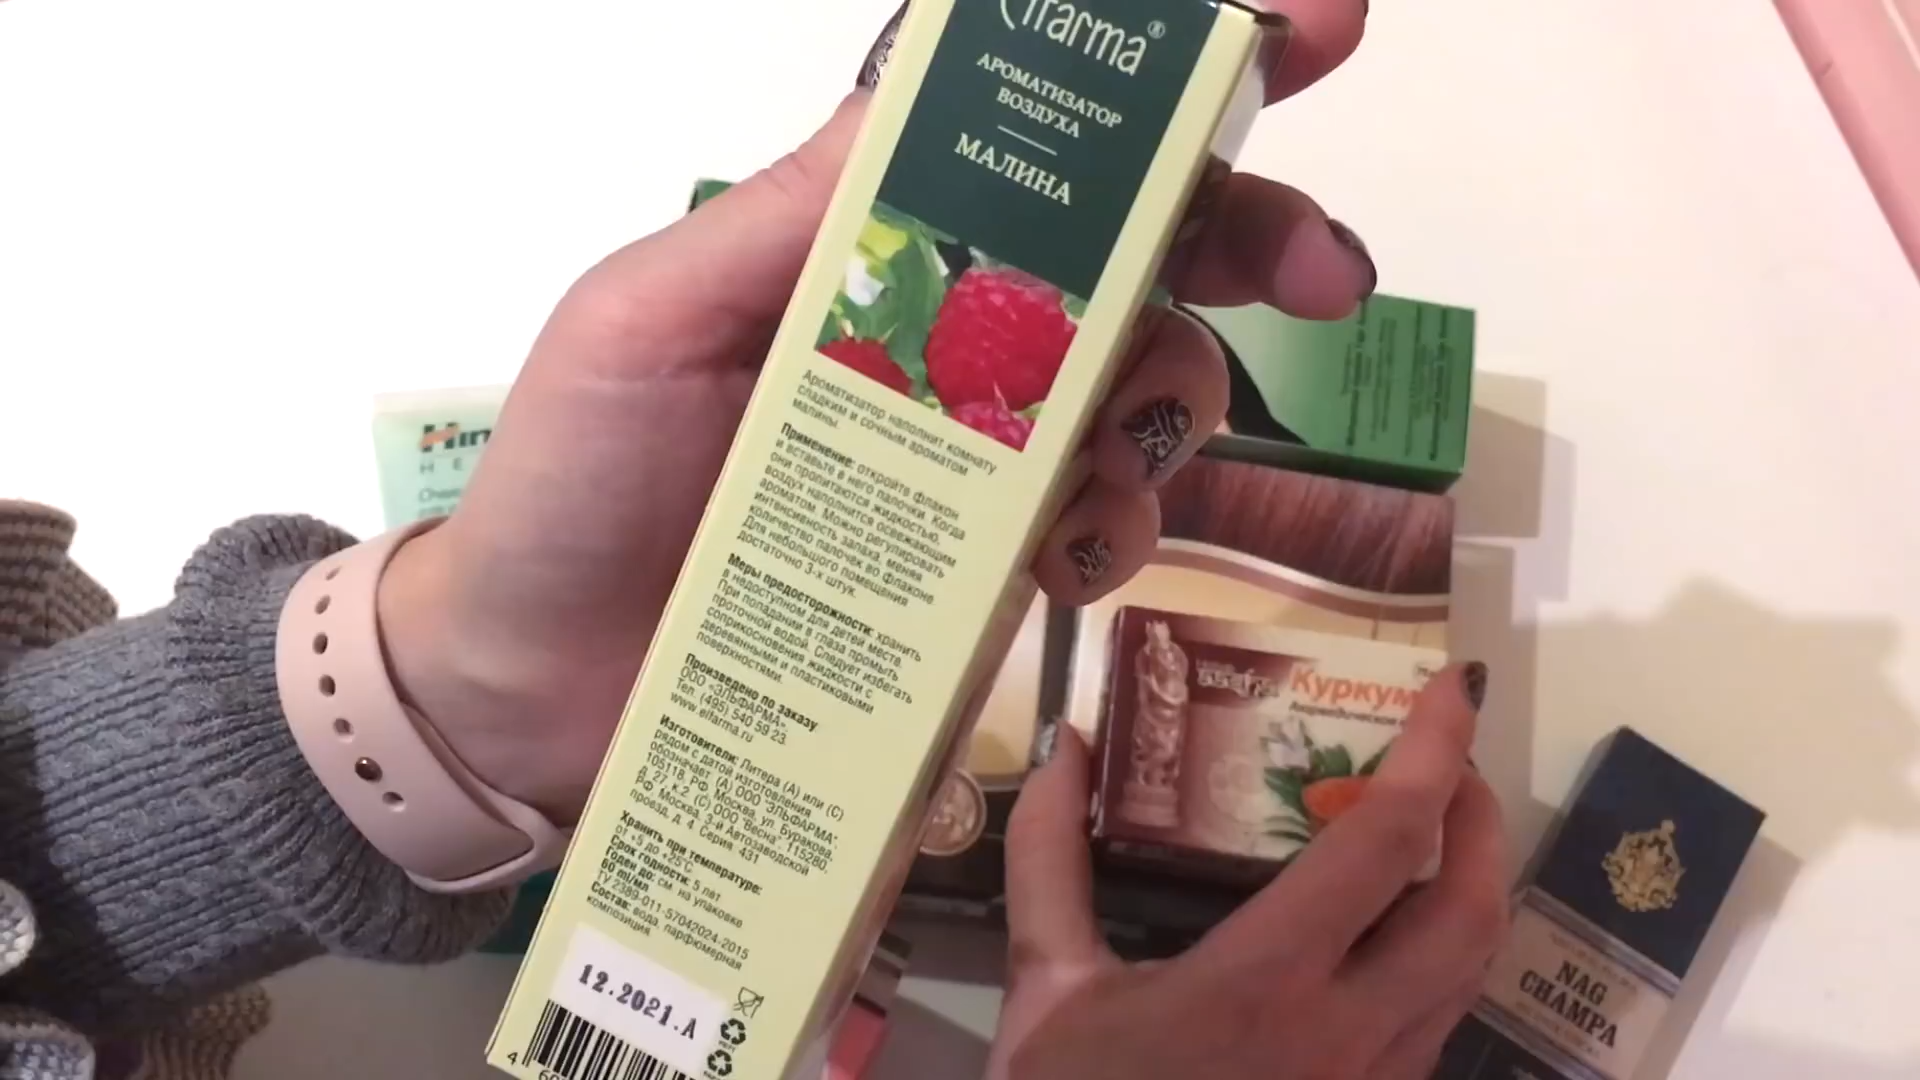 elfarma®
АРОМАТИЗАТОР
ВОЗДУХА
МАЛИНА
Ароматизатор наполнит комнату
сладким и сочным ароматом
малины.
Применение: откройте флакон
и вставьте в него палочки. Когда
они пропитаются жидкостью,
воздух наполнится освежающим
ароматом. Можно регулировать
интенсивность запаха, меняя
количество палочек во флаконе.
Для небольшого помещения
достаточно 3-х штук.
Меры предосторожности: хранить
в недоступном для детей месте.
При попадании в глаза промыть
проточной водой. Следует избегать
соприкосновения жидкости с
деревянными и пластиковыми
поверхностями.
Произведено по заказу
ООО «ЭЛЬФАРМА».
Тел. (495) 540 59 23.
www.elfarma.ru
Изготовители: Литера (А) или (С)
рядом с датой изготовления
обозначает: (А) ООО "ЭЛЬФАРМА";
105118, РФ, Москва, ул. Буракова,
д. 27, к.2. (С) ООО "Весна"; 115280,
РФ, Москва, 3-й Автозаводский
проезд, д. 4. Серия: 431
Хранить при температуре:
от +5 до +25°С
Срок годности: 5 лет
Годен до: см. на упаковке
60 ml/мл
ТУ 2389-011-57042024-2015
Состав: вода, парфюмерная
композиция.
12.2021.А
4
Him
HE
Куркум
NAG
CHAMPA